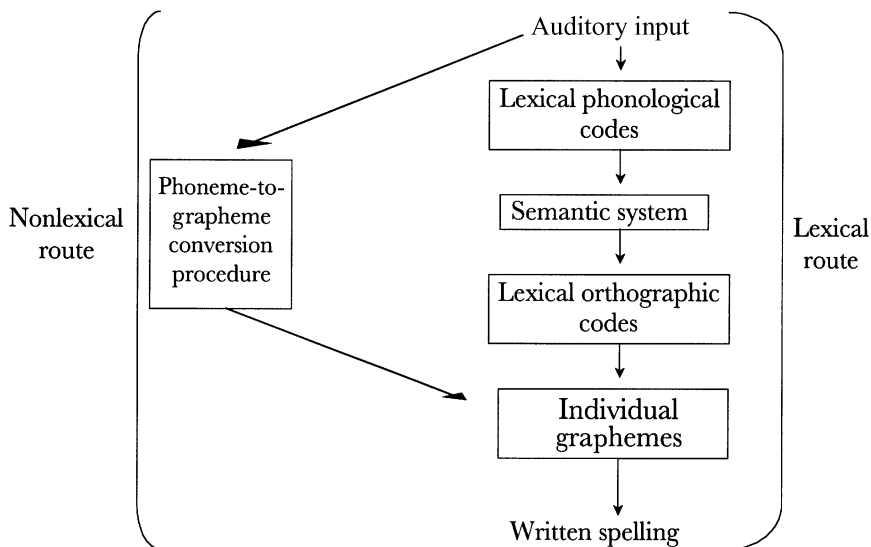 Auditory input
Lexical phonological
codes
Phoneme-to-
grapheme
conversion
procedure
Nonlexical
route
Semantic system
Lexical
route
Lexical orthographic
codes
Individual
graphemes
Written spelling